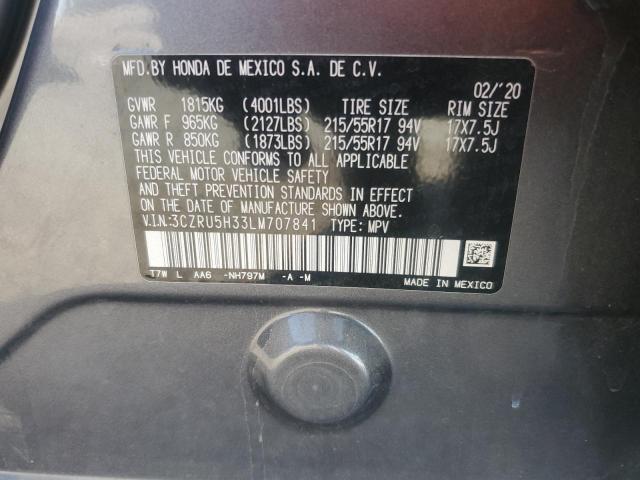 MFD.BY HONDA DE MEXICO S.A. DE C.V.
02/'20
GVWR 1815KG (4001LBS) TIRE SIZE RIM SIZE
GAWR F 965KG (2127LBS) 215/55R17 94V 17X7.5J
GAWR R 850KG (1873LBS) 215/55R17 94V 17X7.5J
THIS VEHICLE CONFORMS TO ALL APPLICABLE
FEDERAL MOTOR VEHICLE SAFETY
AND THEFT PREVENTION STANDARDS IN EFFECT
ON THE DATE OF MANUFACTURE SHOWN ABOVE.
V.I.N.:3CZRU5H33LM707841 TYPE: MPV
T7W L AA6 -NH797M -A -M
MADE IN MEXICO